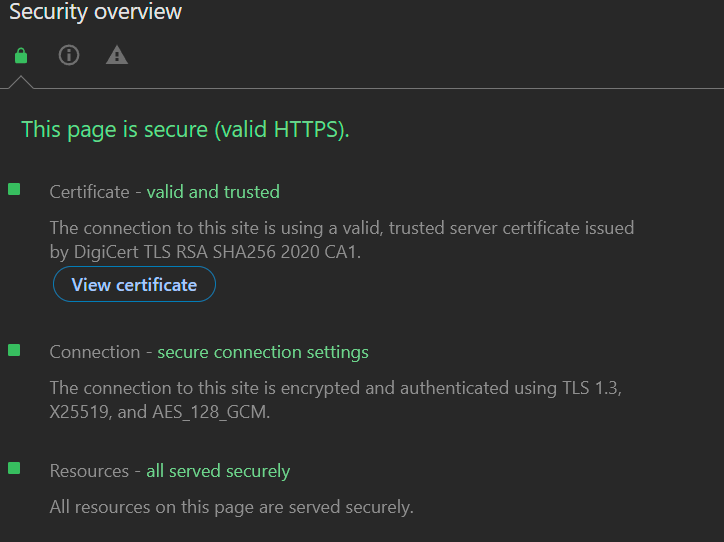 Security overview
This page is secure (valid HTTPS).
Certificate - valid and trusted
The connection to this site is using a valid, trusted server certificate issued
by DigiCert TLS RSA SHA256 2020 CA1.
View certificate
Connection - secure connection settings
The connection to this site is encrypted and authenticated using TLS 1.3,
X25519, and AES_128_GCM.
Resources - all served securely
All resources on this page are served securely.